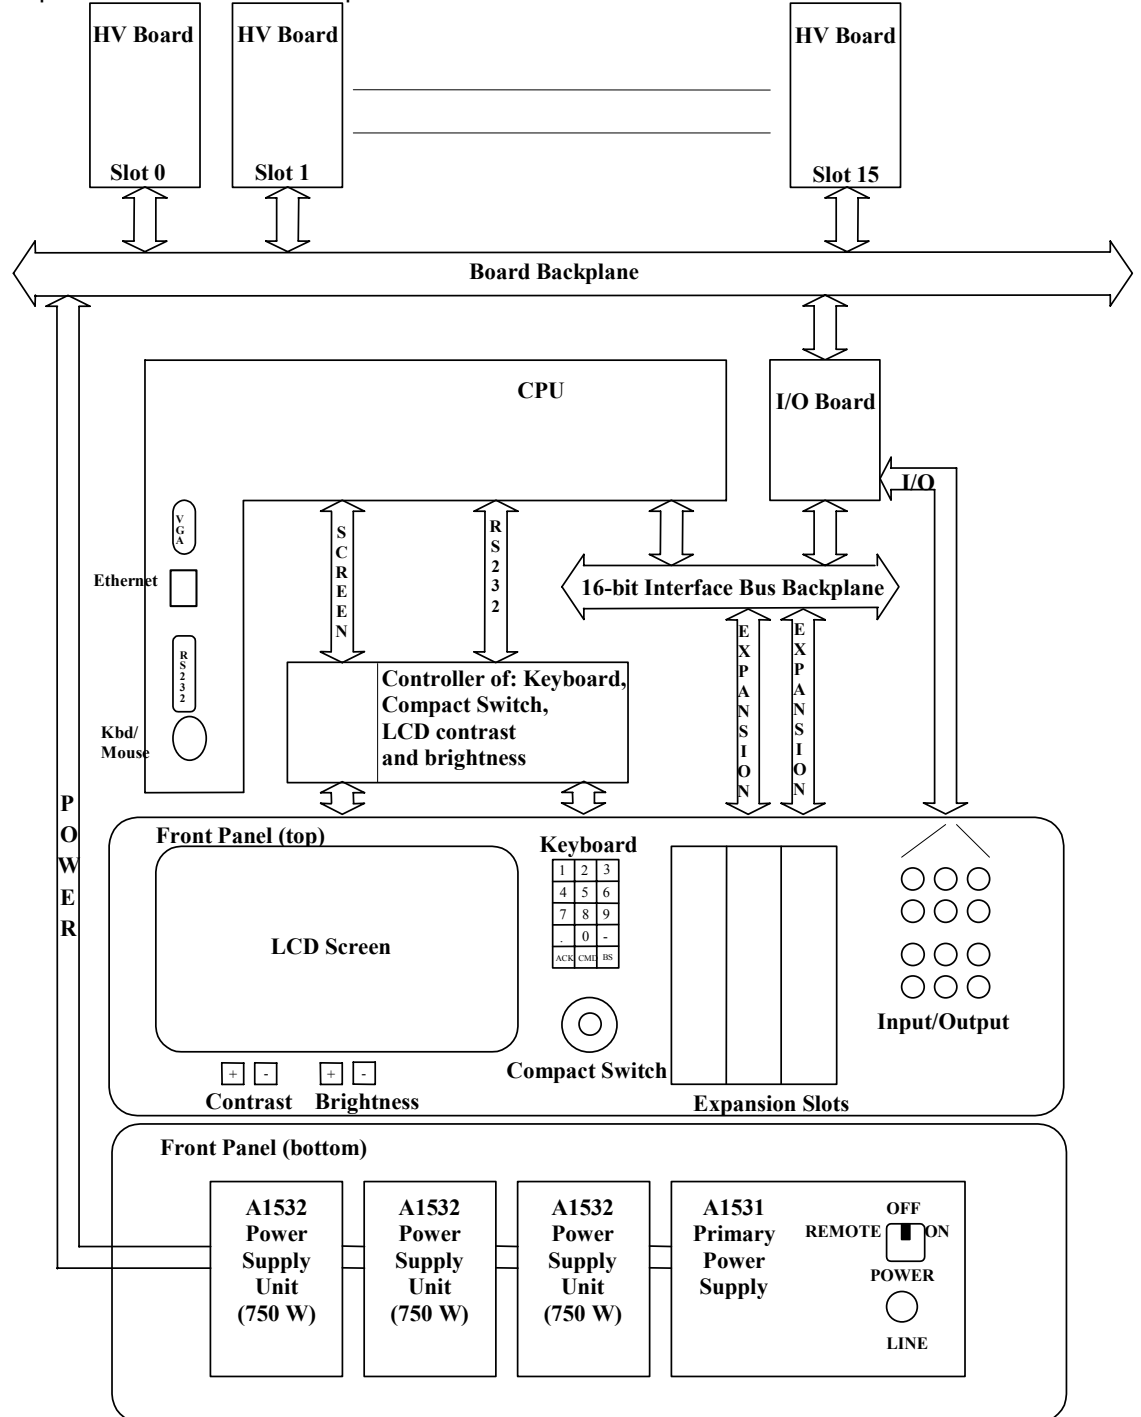 HV Board
HV Board
HV Board
Slot 0
Slot 1
Slot 15
Board Backplane
CPU
I/O Board
I/O
VGA
SCREEN
RS232
Ethernet
16-bit Interface Bus Backplane
EXPANSION
EXPANSION
RS232
Controller of: Keyboard,
Compact Switch,
LCD contrast
and brightness
Kbd/
Mouse
POWER
Front Panel (top)
Keyboard
1 2 3
4 5 6
7 8 9
. 0 -
ACK CMD BS
LCD Screen
Input/Output
Compact Switch
+ -
+ -
Contrast
Brightness
Expansion Slots
Front Panel (bottom)
A1532
Power
Supply
Unit
(750 W)
A1532
Power
Supply
Unit
(750 W)
A1532
Power
Supply
Unit
(750 W)
A1531
Primary
Power
Supply
OFF
REMOTE
ON
POWER
LINE